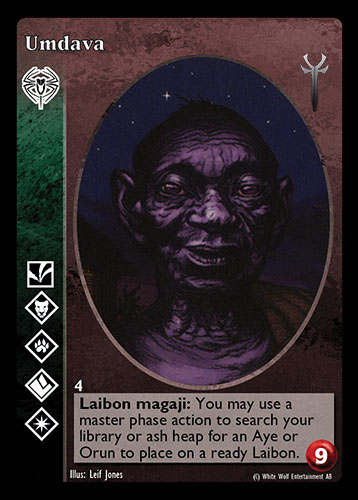 Umdava
4
Laibon magaji: You may use a
master phase action to search your
library or ash heap for an Aye or
Orun to place on a ready Laibon.
9
Illus: Leif Jones
(C) White Wolf Entertainment AB